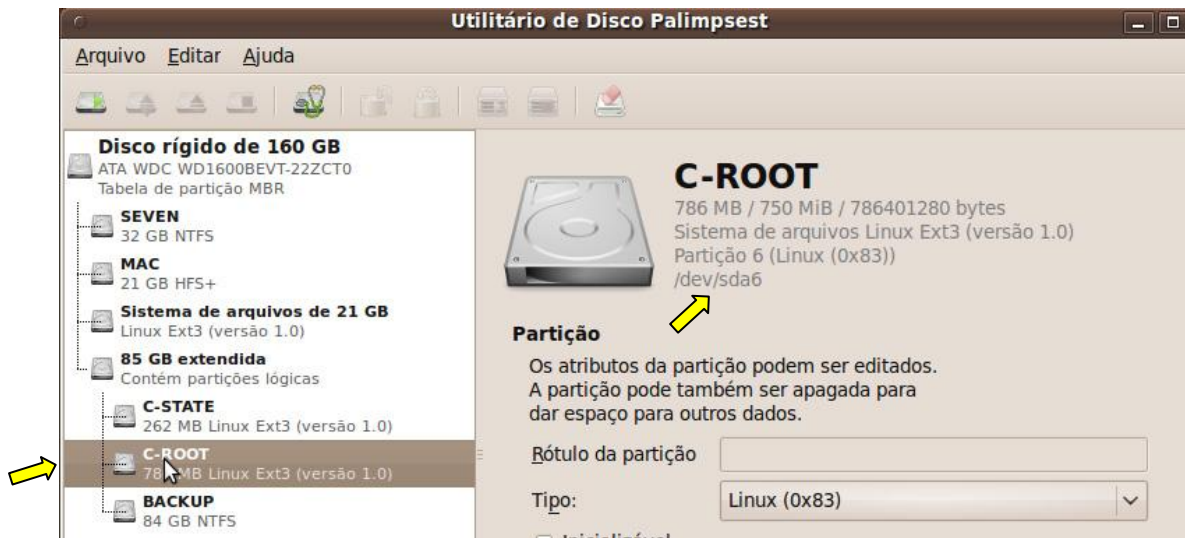 Utilitário de Disco Palimpsest
Arquivo Editar Ajuda
Disco rígido de 160 GB
ATA WDC WD1600BEVT-22ZCT0
Tabela de partição MBR
SEVEN
32 GB NTFS
MAC
21 GB HFS+
Sistema de arquivos de 21 GB
Linux Ext3 (versão 1.0)
85 GB extendida
Contém partições lógicas
C-STATE
262 MB Linux Ext3 (versão 1.0)
C-ROOT
MB Linux Ext3 (versão 1.0)
BACKUP
84 GB NTFS
C-ROOT
786 MB / 750 MiB / 786401280 bytes
Sistema de arquivos Linux Ext3 (versão 1.0)
Partição 6 (Linux (0x83))
/dev/sda6
Partição
Os atributos da partição podem ser editados.
A partição pode também ser apagada para
dar espaço para outros dados.
Rótulo da partição
Tipo: Linux (0x83)